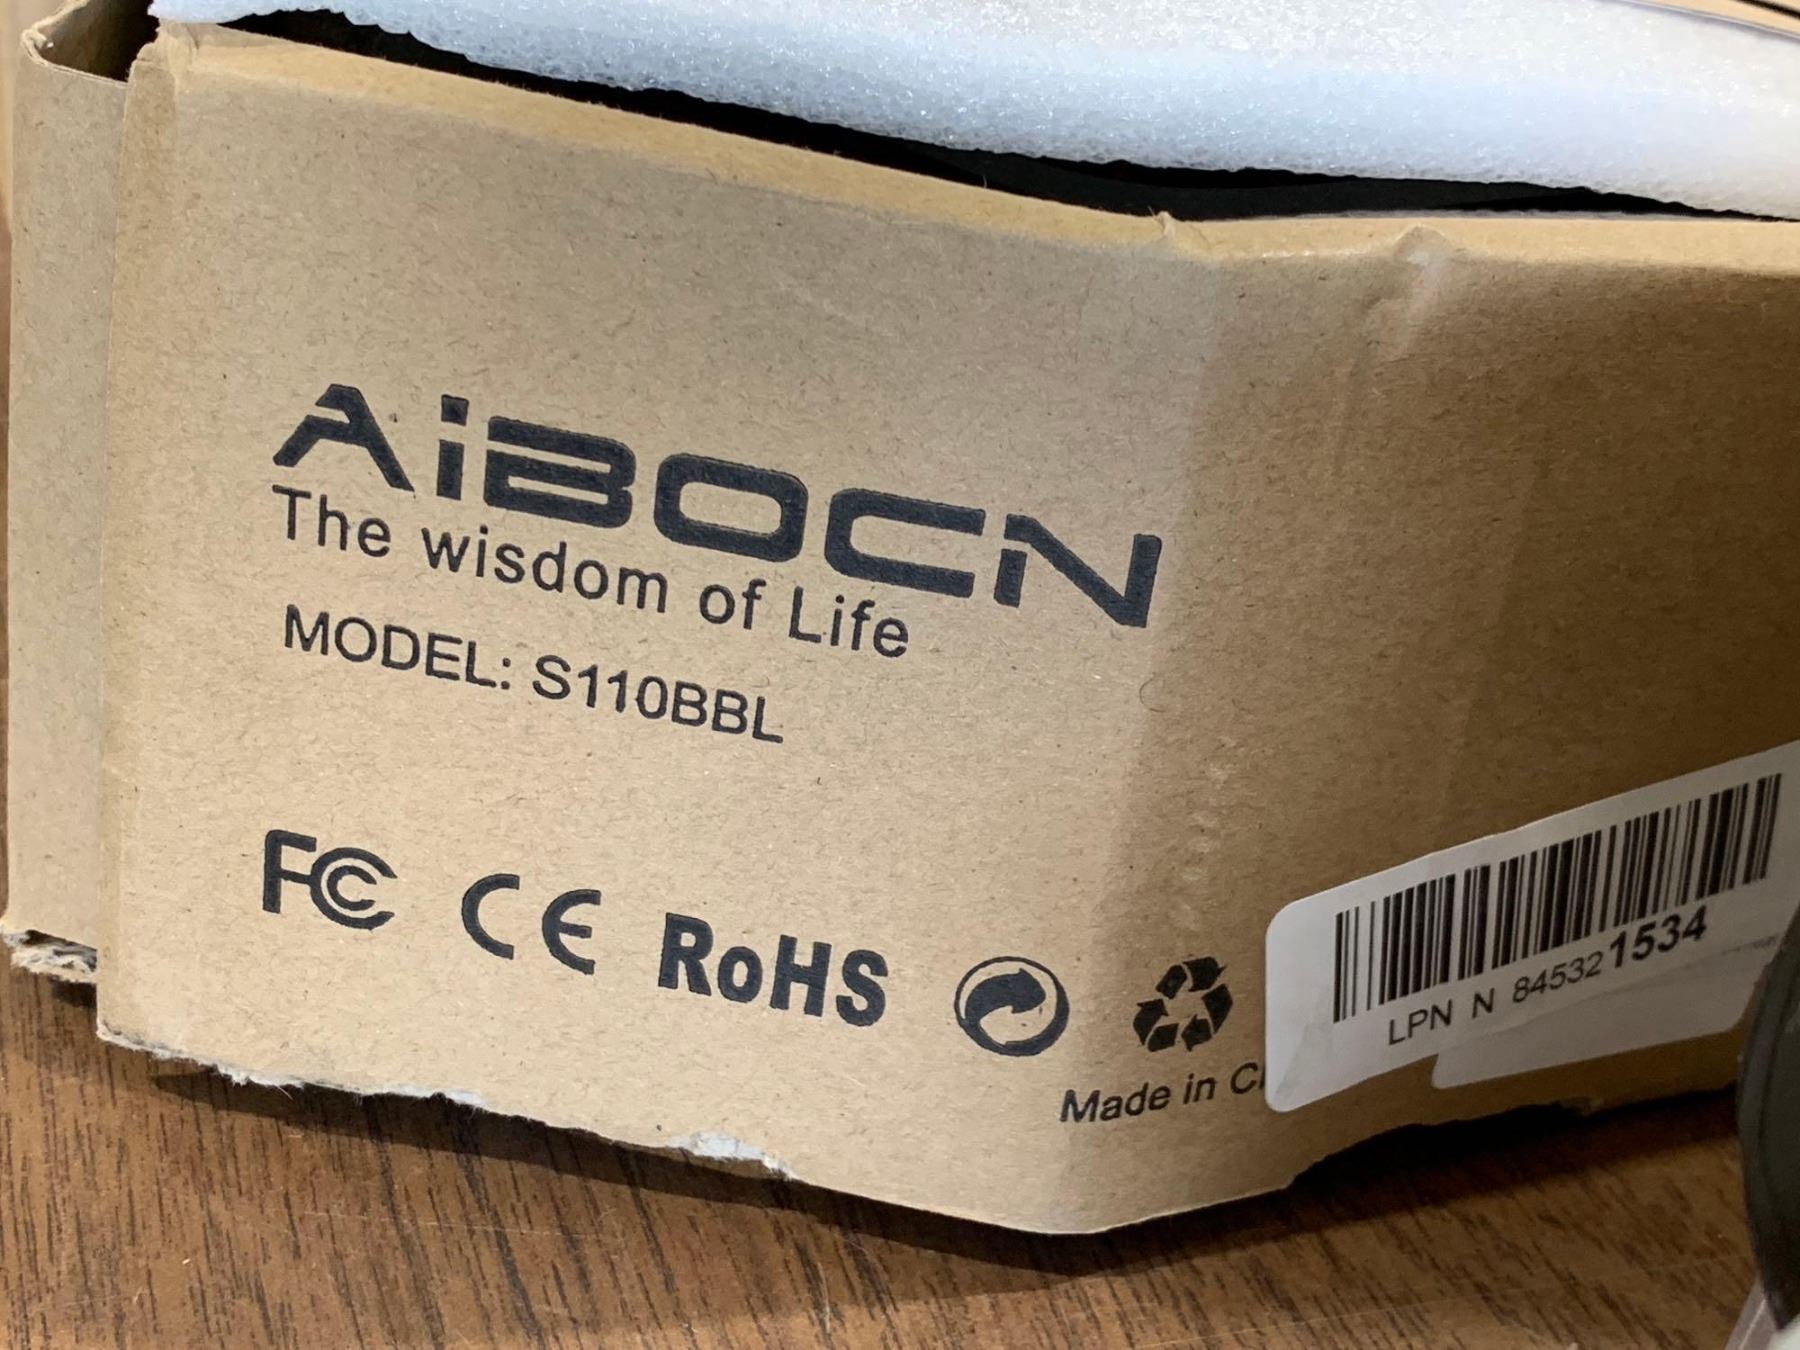 AiBOCN
The wisdom of Life
MODEL: S110BBL
FC CE RoHS
Made in
LPN N 845321534